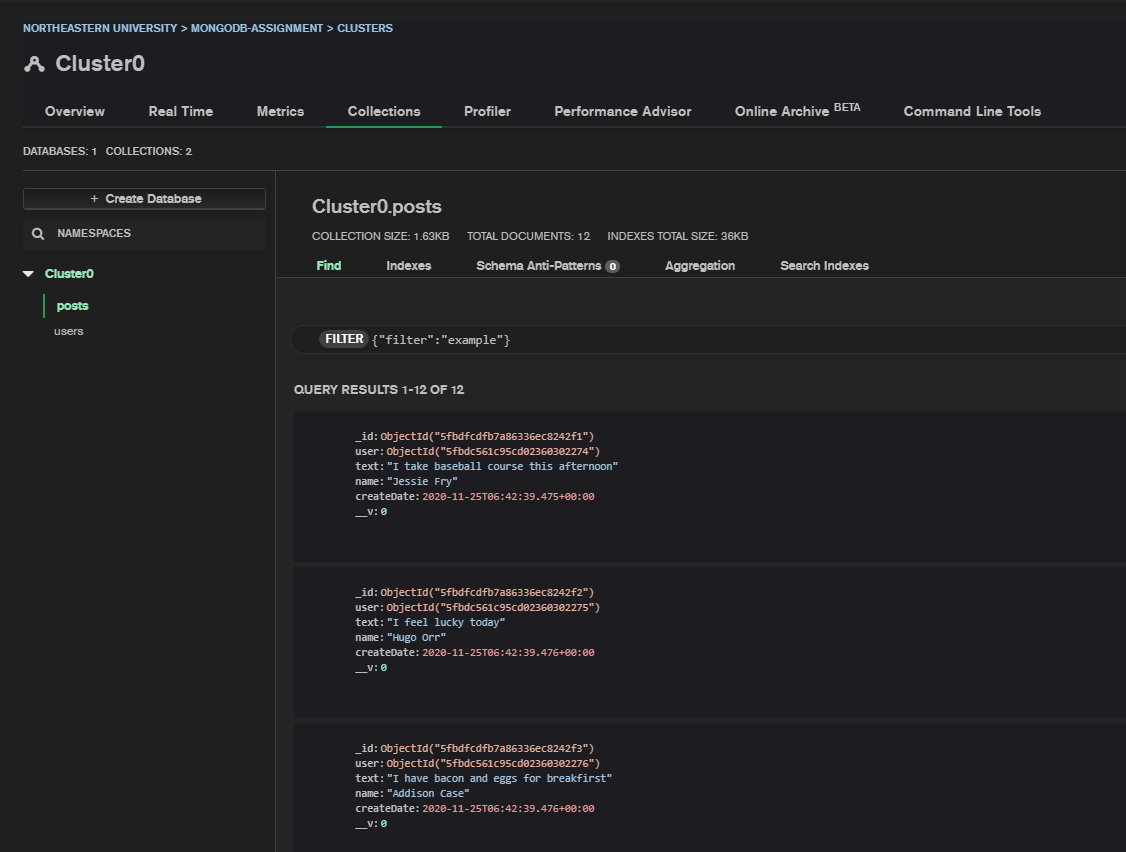 NORTHEASTERN UNIVERSITY > MONGODB-ASSIGNMENT > CLUSTERS
Cluster0
Overview Real Time Metrics Collections Profiler Performance Advisor Online Archive BETA Command Line Tools
DATABASES: 1 COLLECTIONS: 2
+ Create Database
NAMESPACES
Cluster0
posts
users
Cluster0.posts
COLLECTION SIZE: 1.63KB TOTAL DOCUMENTS: 12 INDEXES TOTAL SIZE: 36KB
Find Indexes Schema Anti-Patterns 0 Aggregation Search Indexes
FILTER {"filter":"example"}
QUERY RESULTS 1-12 OF 12
_id: ObjectId("5fbdfcdfb7a86336ec8242f1")
user: ObjectId("5fbdc561c95cd02360302274")
text: "I take baseball course this afternoon"
name: "Jessie Fry"
createDate: 2020-11-25T06:42:39.475+00:00
__v: 0
_id: ObjectId("5fbdfcdfb7a86336ec8242f2")
user: ObjectId("5fbdc561c95cd02360302275")
text: "I feel lucky today"
name: "Hugo Orr"
createDate: 2020-11-25T06:42:39.476+00:00
__v: 0
_id: ObjectId("5fbdfcdfb7a86336ec8242f3")
user: ObjectId("5fbdc561c95cd02360302276")
text: "I have bacon and eggs for breakfirst"
name: "Addison Case"
createDate: 2020-11-25T06:42:39.476+00:00
__v: 0